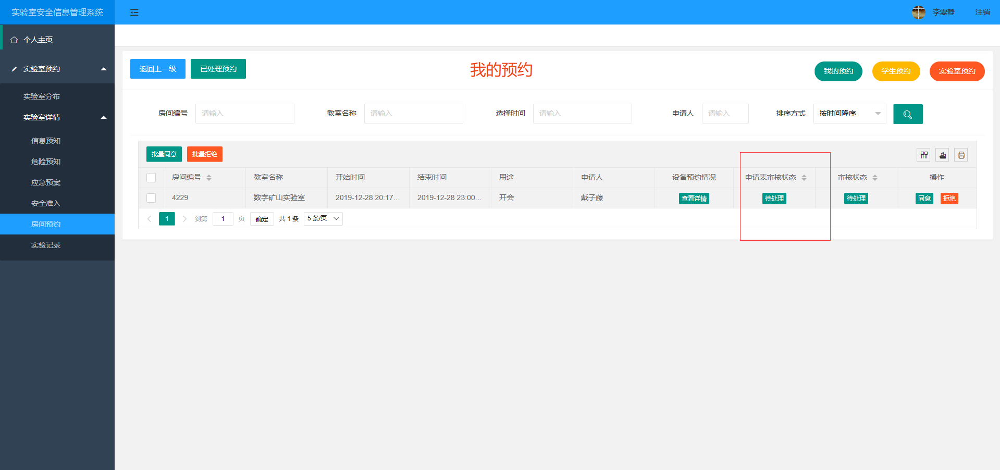 实验室安全信息管理系统
李雯静
注销
个人主页
实验室预约
实验室分布
实验室详情
信息预知
危险预知
应急预案
安全准入
房间预约
实验记录
返回上一级 已处理预约
我的预约
我的预约 学生预约 实验室预约
房间编号 请输入 教室名称 请输入 选择时间 请输入 申请人 请输入 排序方式 按时间降序
批量同意 批量拒绝
房间编号 教室名称 开始时间 结束时间 用途 申请人 设备预约情况 申请表审核状态 审核状态 操作
4229 数字矿山实验室 2019-12-28 20:17... 2019-12-28 23:00... 开会 戴子藤 查看详情 待处理 待处理 同意 拒绝
1 到第 1 页 确定 共 1 条 5 条/页